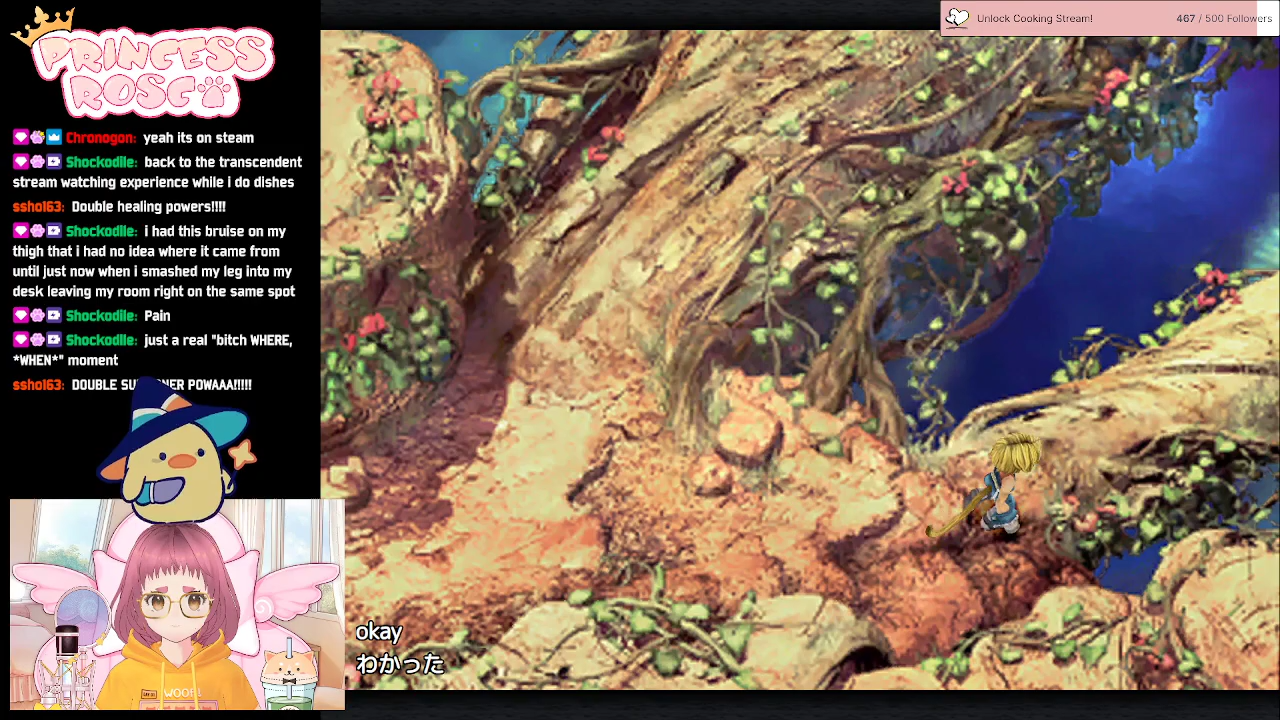 Unlock Cooking Stream! 467 / 500 Followers
PRINCESS
ROSE
Chronogon: yeah its on steam
Shockodile: back to the transcendent
stream watching experience while i do dishes
ssho163: Double healing powers!!!!
Shockodile: i had this bruise on my
thigh that i had no idea where it came from
until just now when i smashed my leg into my
desk leaving my room right on the same spot
Shockodile: Pain
Shockodile: just a real "bitch WHERE,
*WHEN*" moment
ssho163: DOUBLE POWAAA!!!!!
okay
わかった
WOOF!